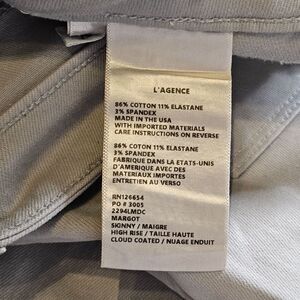 L'AGENCE
86% COTTON 11% ELASTANE
3% SPANDEX
MADE IN THE USA
WITH IMPORTED MATERIALS
CARE INSTRUCTIONS ON REVERSE
86% COTTON 11% ELASTANE
3% SPANDEX
FABRIQUE DANS LA ETATS-UNIS
D'AMERIQUE AVEC DES
MATERIAUX IMPORTES
ENTRETIEN AU VERSO
RN126654
PO # 3005
2294LMDC
MARGOT
SKINNY / MAIGRE
HIGH RISE / TAILLE HAUTE
CLOUD COATED / NUAGE ENDUIT